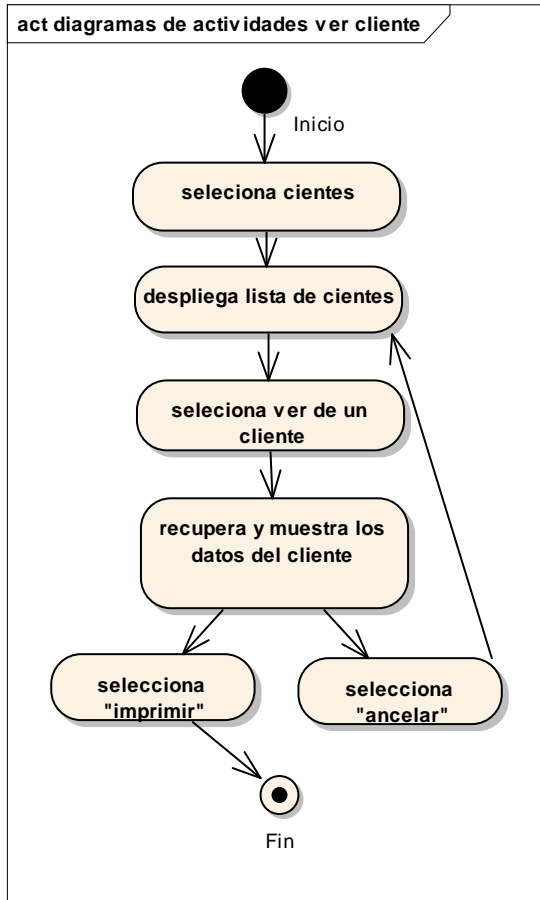 act diagramas de actividades ver cliente
Inicio
seleciona cientes
despliega lista de cientes
seleciona ver de un
cliente
recupera y muestra los
datos del cliente
selecciona
"imprimir"
selecciona
"ancelar"
Fin